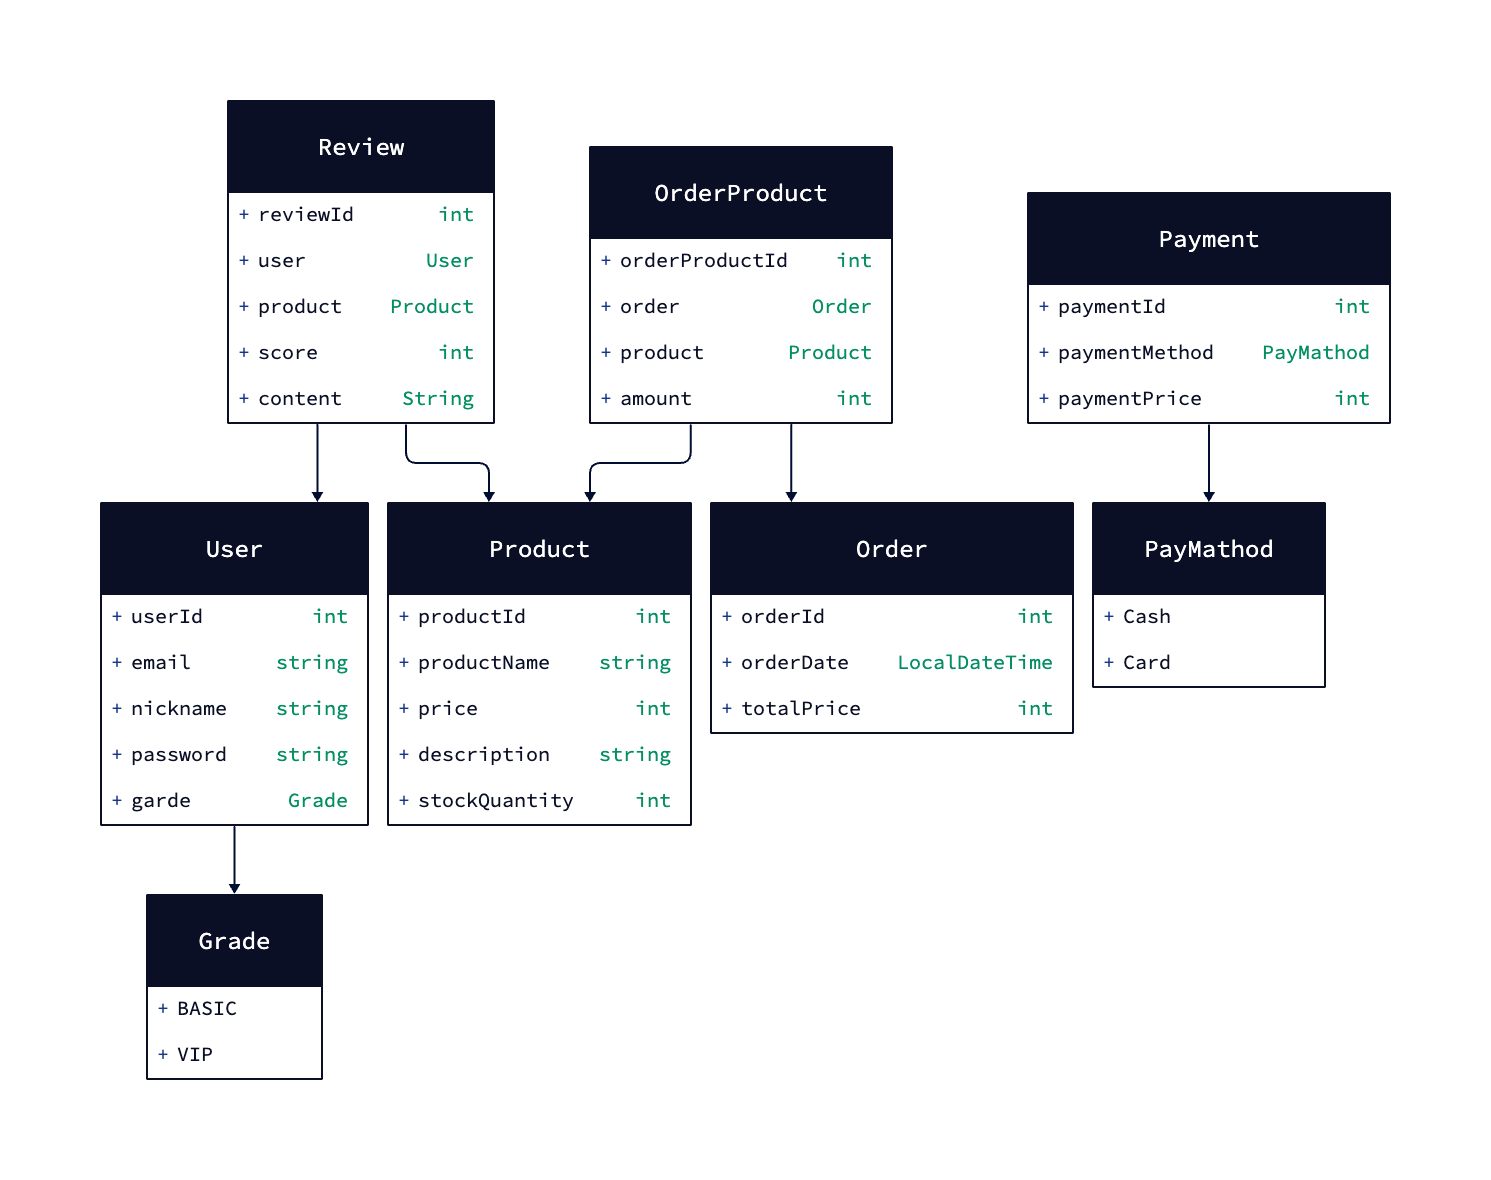 Review
+ reviewId int
+ user User
+ product Product
+ score int
+ content String
OrderProduct
+ orderProductId int
+ order Order
+ product Product
+ amount int
Payment
+ paymentId int
+ paymentMethod PayMathod
+ paymentPrice int
User
+ userId int
+ email string
+ nickname string
+ password string
+ garde Grade
Product
+ productId int
+ productName string
+ price int
+ description string
+ stockQuantity int
Order
+ orderId int
+ orderDate LocalDateTime
+ totalPrice int
PayMathod
+ Cash
+ Card
Grade
+ BASIC
+ VIP